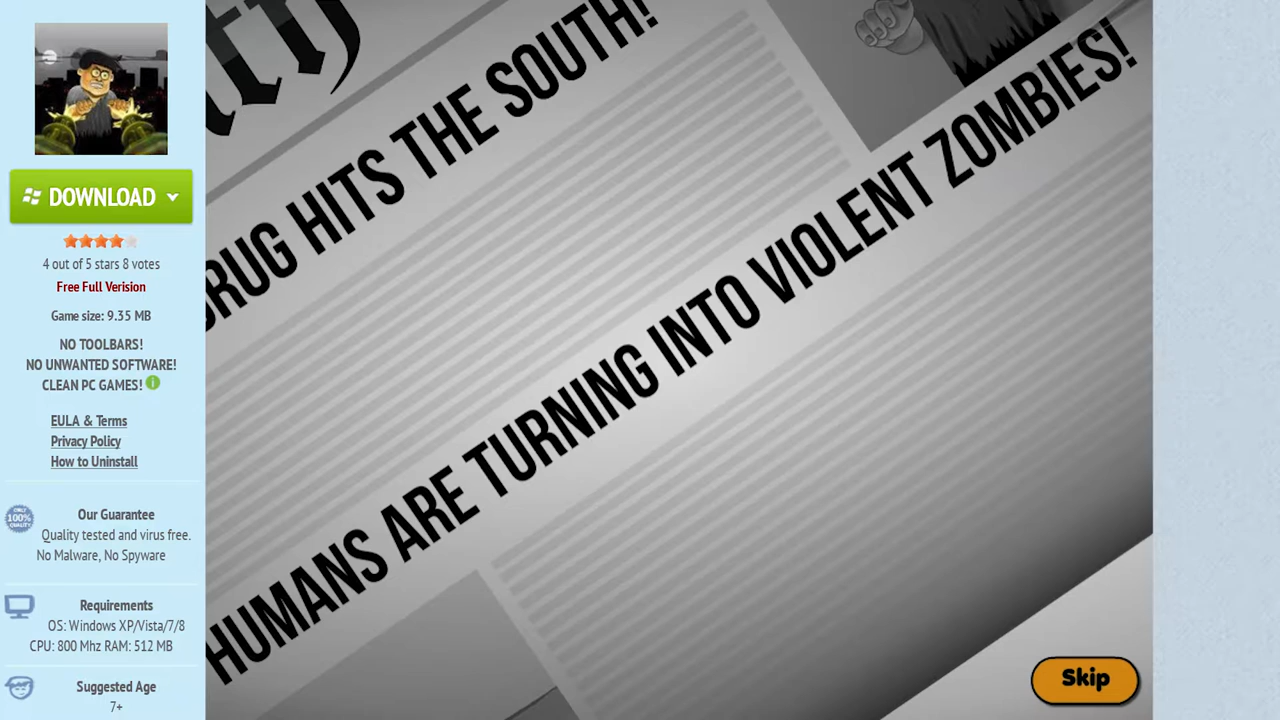 DOWNLOAD
4 out of 5 stars 8 votes
Free Full Verision
Game size: 9.35 MB
NO TOOLBARS!
NO UNWANTED SOFTWARE!
CLEAN PC GAMES!
EULA & Terms
Privacy Policy
How to Uninstall
Our Guarantee
Quality tested and virus free.
No Malware, No Spyware
Requirements
OS: Windows XP/Vista/7/8
CPU: 800 Mhz RAM: 512 MB
Suggested Age
7+
HITS THE SOUTH!
HUMANS ARE TURNING INTO VIOLENT ZOMBIES!
Skip